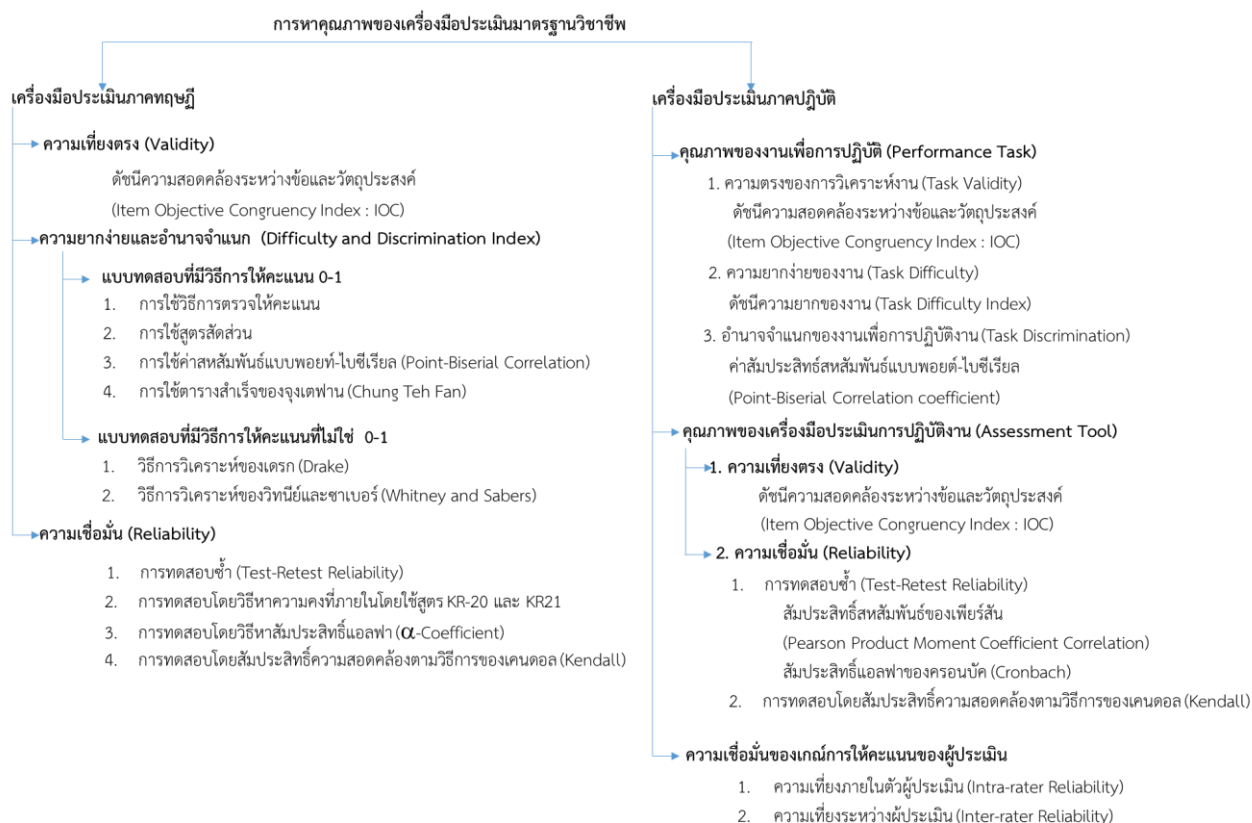 การหาคุณภาพของเครื่องมือประเมินมาตรฐานวิชาชีพ
เครื่องมือประเมินภาคทฤษฎี
ความเที่ยงตรง (Validity)
ดัชนีความสอดคล้องระหว่างข้อและวัตถุประสงค์
(Item Objective Congruency Index : IOC)
ความยากง่ายและอำนาจจำแนก (Difficulty and Discrimination Index)
แบบทดสอบที่มีวิธีการให้คะแนน 0-1
1. การใช้วิธีการตรวจให้คะแนน
2. การใช้สูตรสัดส่วน
3. การใช้ค่าสหสัมพันธ์แบบพอยท์-ไบซีเรียล (Point-Biserial Correlation)
4. การใช้ตารางสำเร็จของจุงเตฟาน (Chung Teh Fan)
แบบทดสอบที่มีวิธีการให้คะแนนที่ไม่ใช่ 0-1
1. วิธีการวิเคราะห์ของเดรก (Drake)
2. วิธีการวิเคราะห์ของวิทนีย์และซาเบอร์ (Whitney and Sabers)
ความเชื่อมั่น (Reliability)
1. การทดสอบซ้ำ (Test-Retest Reliability)
2. การทดสอบโดยวิธีหาความคงที่ภายในโดยใช้สูตร KR-20 และ KR21
3. การทดสอบโดยวิธีหาสัมประสิทธิ์แอลฟา (α-Coefficient)
4. การทดสอบโดยสัมประสิทธิ์ความสอดคล้องตามวิธีการของเคนดอล (Kendall)
เครื่องมือประเมินภาคปฏิบัติ
คุณภาพของงานเพื่อการปฏิบัติ (Performance Task)
1. ความตรงของการวิเคราะห์งาน (Task Validity)
ดัชนีความสอดคล้องระหว่างข้อและวัตถุประสงค์
(Item Objective Congruency Index : IOC)
2. ความยากง่ายของงาน (Task Difficulty)
ดัชนีความยากของงาน (Task Difficulty Index)
3. อำนาจจำแนกของงานเพื่อการปฏิบัติงาน (Task Discrimination)
ค่าสัมประสิทธ์สหสัมพันธ์แบบพอยต์-ไบซีเรียล
(Point-Biserial Correlation coefficient)
คุณภาพของเครื่องมือประเมินการปฏิบัติงาน (Assessment Tool)
1. ความเที่ยงตรง (Validity)
ดัชนีความสอดคล้องระหว่างข้อและวัตถุประสงค์
(Item Objective Congruency Index : IOC)
2. ความเชื่อมั่น (Reliability)
1. การทดสอบซ้ำ (Test-Retest Reliability)
สัมประสิทธิ์สหสัมพันธ์ของเพียร์สัน
(Pearson Product Moment Coefficient Correlation)
สัมประสิทธิ์แอลฟาของครอนบัค (Cronbach)
2. การทดสอบโดยสัมประสิทธิ์ความสอดคล้องตามวิธีการของเคนดอล (Kendall)
ความเชื่อมั่นของเกณ์การให้คะแนนของผู้ประเมิน
1. ความเที่ยงภายในตัวผู้ประเมิน (Intra-rater Reliability)
2. ความเที่ยงระหว่างผู้ประเมิน (Inter-rater Reliability)